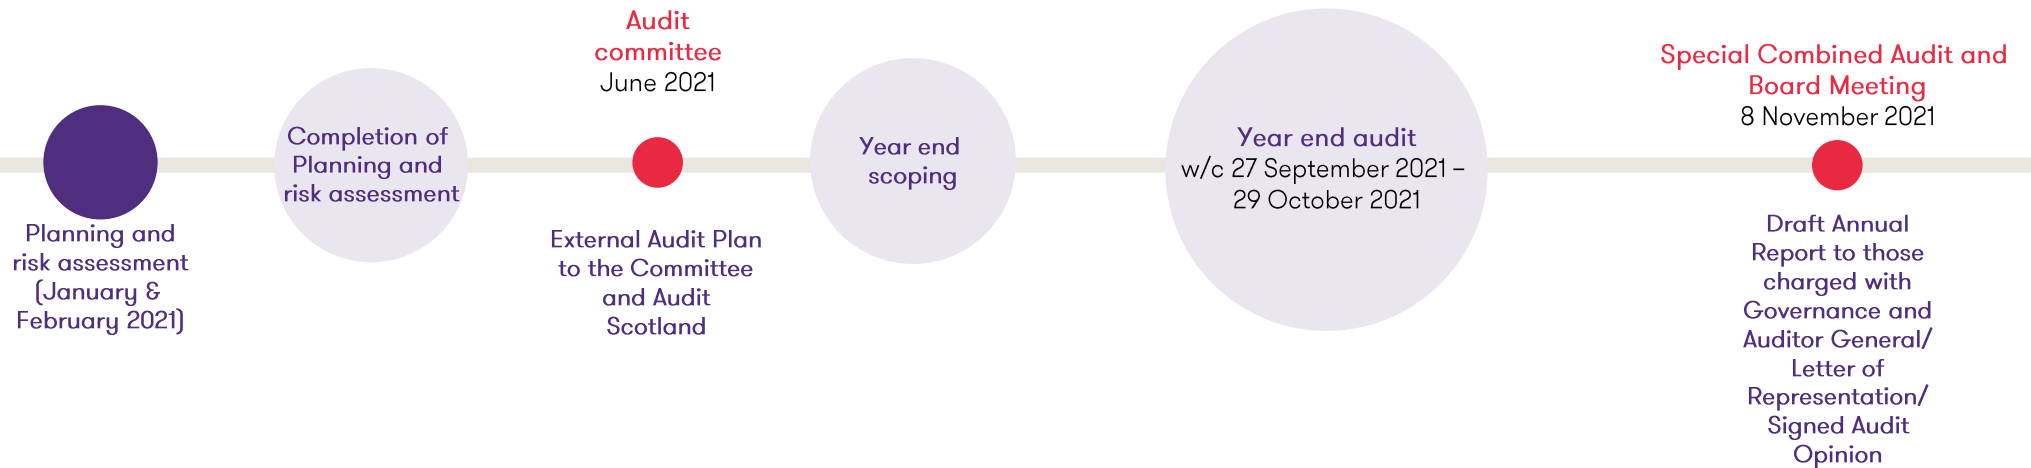 Planning and
risk assessment
(January &
February 2021)
Completion of
Planning and
risk assessment
Audit
committee
June 2021
External Audit Plan
to the Committee
and Audit
Scotland
Year end
scoping
Year end audit
w/c 27 September 2021 –
29 October 2021
Special Combined Audit and
Board Meeting
8 November 2021
Draft Annual
Report to those
charged with
Governance and
Auditor General/
Letter of
Representation/
Signed Audit
Opinion